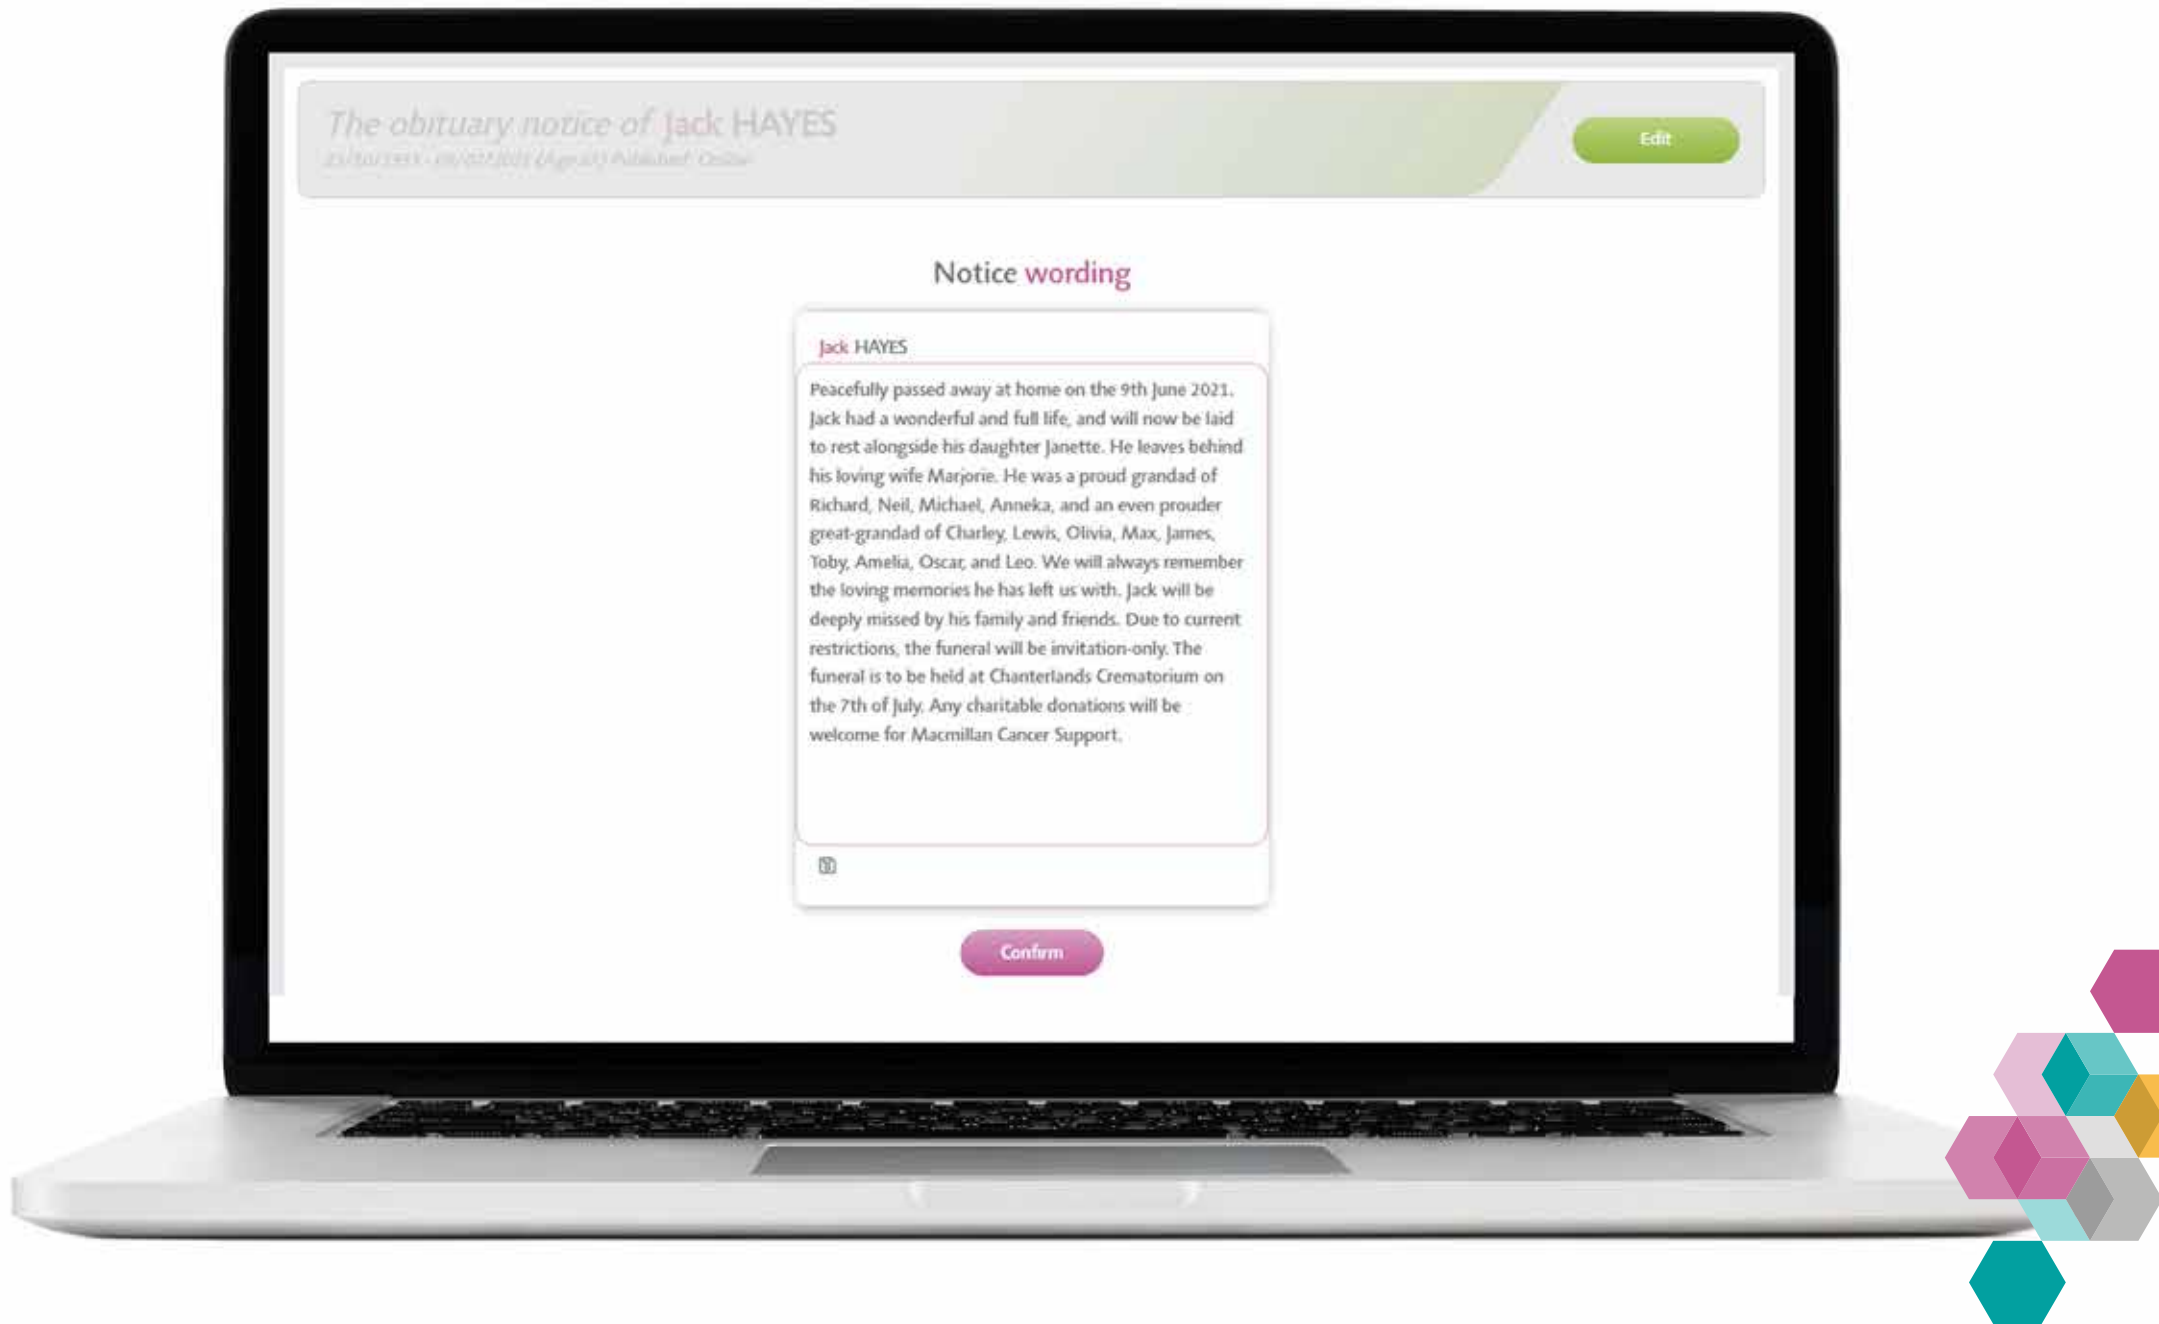 The obituary notice of Jack HAYES
Edit
Notice wording
Jack HAYES
Peacefully passed away at home on the 9th June 2021.
Jack had a wonderful and full life, and will now be laid
to rest alongside his daughter Janette. He leaves behind
his loving wife Marjorie. He was a proud grandad of
Richard, Neil, Michael, Anneka, and an even prouder
great-grandad of Charley, Lewis, Olivia, Max, James,
Toby, Amelia, Oscar, and Leo. We will always remember
the loving memories he has left us with. Jack will be
deeply missed by his family and friends. Due to current
restrictions, the funeral will be invitation-only. The
funeral is to be held at Chanterlands Crematorium on
the 7th of July. Any charitable donations will be
welcome for Macmillan Cancer Support.
Confirm